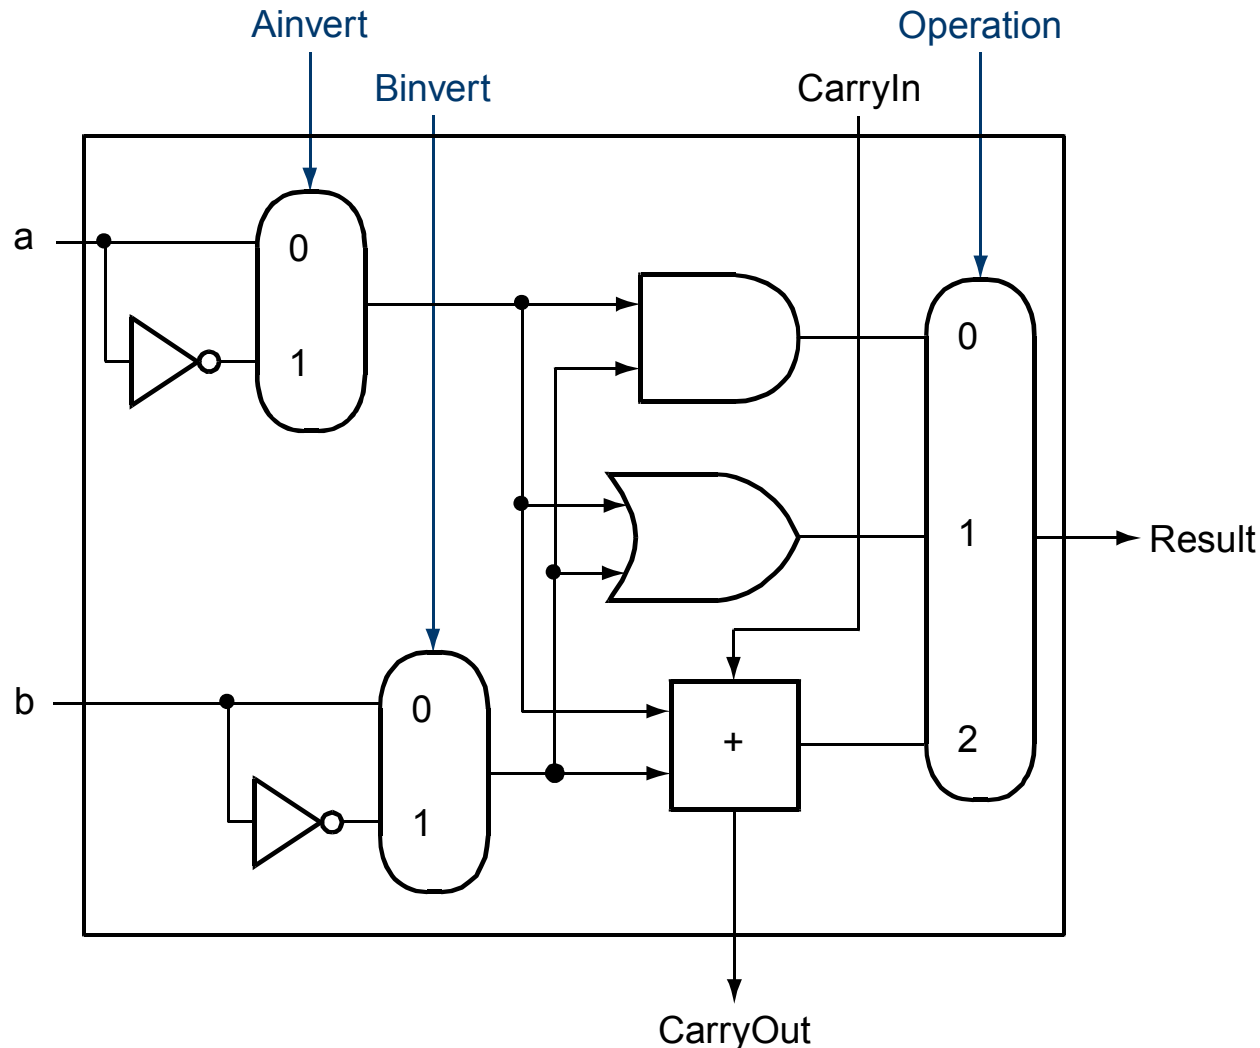 Ainvert
Operation
Binvert
CarryIn
a
0
1
0
1
Result
b
0
1
+
2
CarryOut